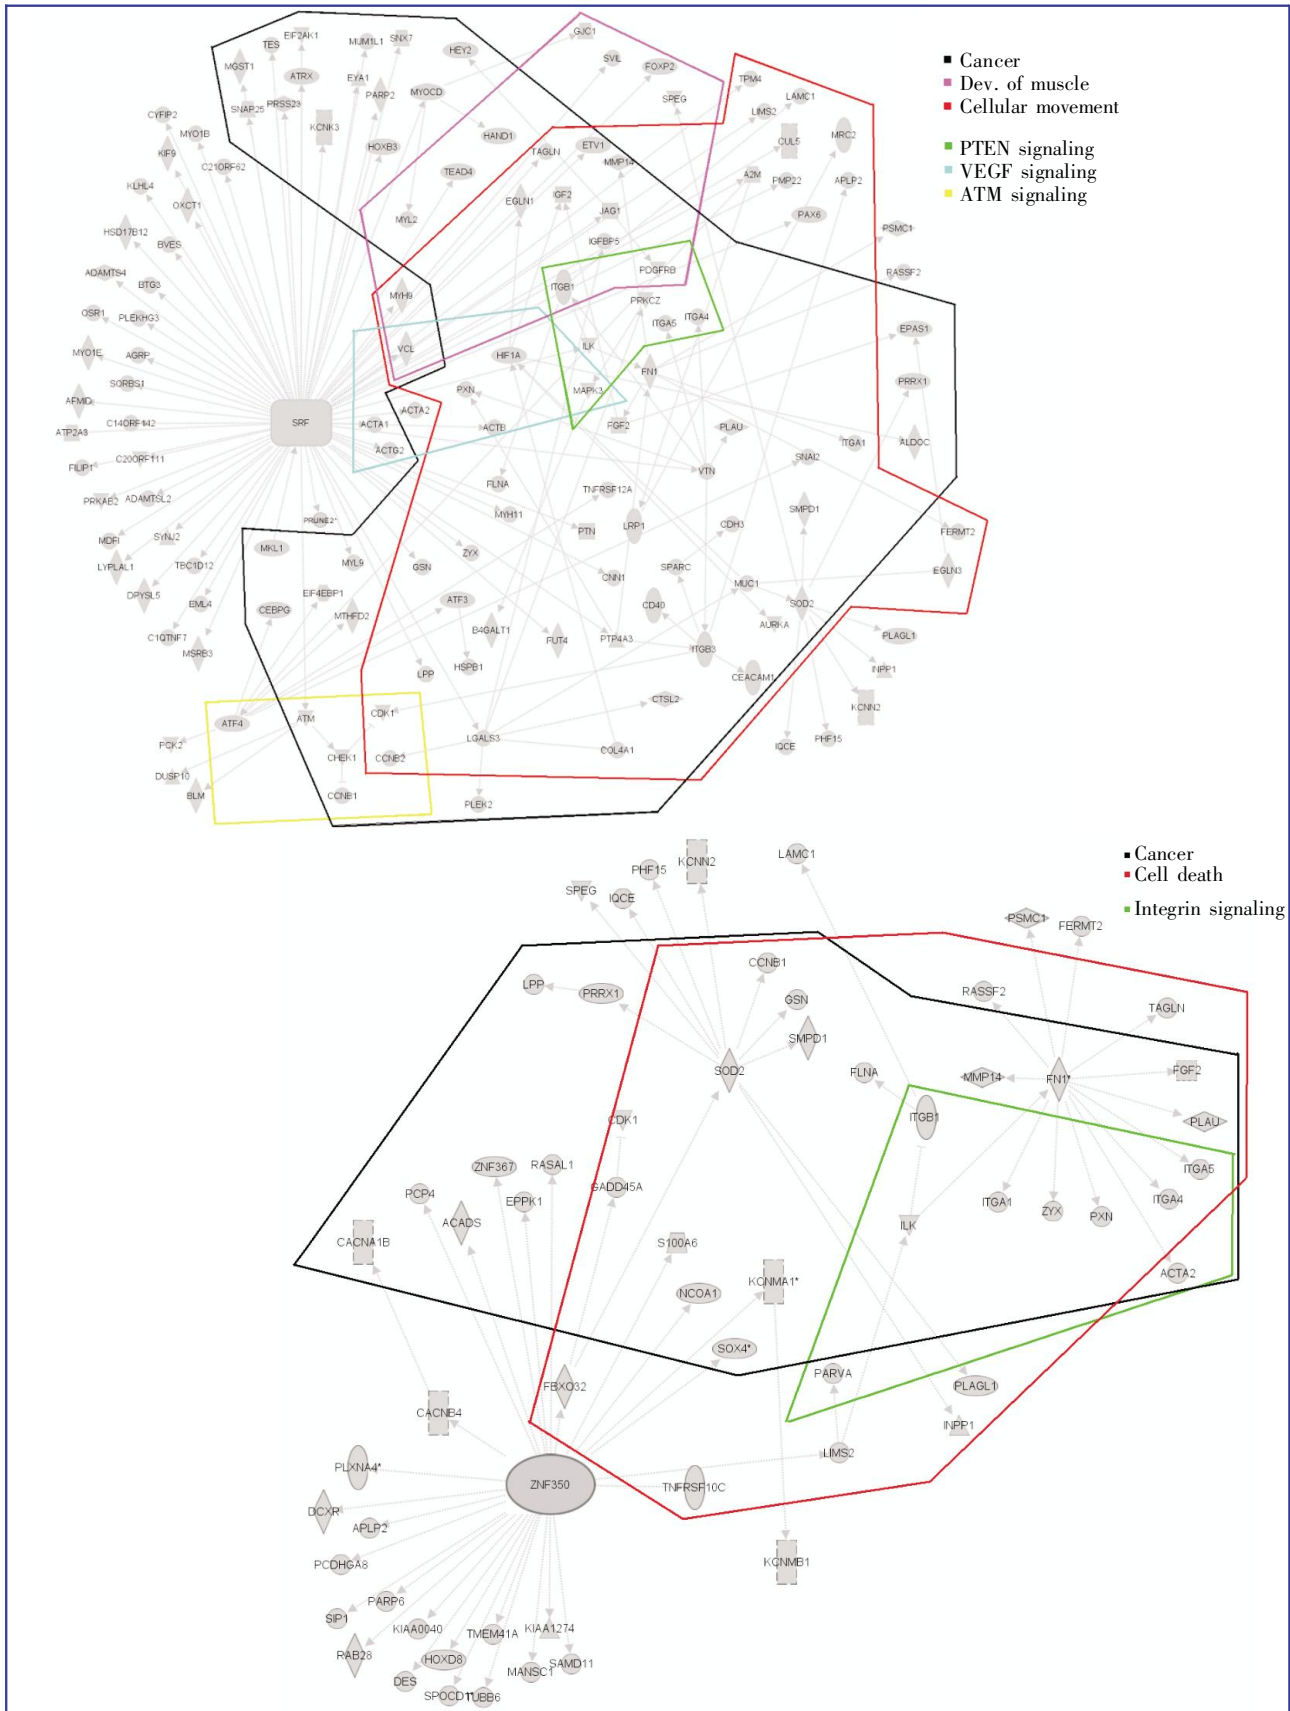 Cancer
Dev. of muscle
Cellular movement
PTEN signaling
VEGF signaling
ATM signaling
GJC1
EIF2AK1
TES
MUM1L1
SNX7
HEY2
SVIL
FOXP2
MGST1
ATRX
EYA1
PARP2
MYOCD
SPEG
TPM4
LAMC1
SNAP25
PRSS23
LIMS2
CYFIP2
KCNK3
HAND1
MRC2
MYO1B
HOXB3
TAGLN
ETV1
CUL5
KIF9
C21ORF62
TEAD4
MMP14
A2M
PMP22
APLP2
KLHL4
EGLN1
IGF2
OXCT1
JAG1
PAX6
MYL2
HSD17B12
BVES
IGFBP5
PSMC1
ADAMTS4
BTG3
ITGB1
PDGFRB
RASSF2
MYH9
PRKCZ
OSR1
PLEKHG3
ITGA5
ITGA4
EPAS1
MYO1E
AGRP
VCL
HIF1A
ILK
FN1
SORBS1
PXN
MAPK3
PRRX1
AFMID
ACTA2
C14ORF142
SRF
ACTA1
ACTB
FGF2
PLAU
ATP2A3
ACTG2
SNAI2
ITGA1
ALDOC
FILIP1
C20ORF111
VTN
PRKAB2
ADAMTSL2
FLNA
TNFRSF12A
SMPD1
PRUNE2*
MYH11
PTN
LRP1
CDH3
MDFI
SYNJ2
MKL1
FERMT2
LYPLAL1
TBC1D12
MYL9
GSN
ZYX
CNN1
SPARC
MUC1
EGLN3
DPYSL5
EML4
CEBPG
EIF4EBP1
MTHFD2
ATF3
CD40
SOD2
C1QTNF7
B4GALT1
FUT4
PTP4A3
AURKA
PLAGL1
MSRB3
ITGB3
LPP
HSPB1
CEACAM1
INPP1
CTSL2
KCNN2
ATF4
ATM
CDK1
PCK2
LGALS3
COL4A1
IQCE
PHF15
DUSP10
CHEK1
CCNB2
BLM
CCNB1
PLEK2
Cancer
Cell death
Integrin signaling
KCNN2
LAMC1
PHF15
SPEG
IQCE
PSMC1
FERMT2
CCNB1
LPP
PRRX1
GSN
RASSF2
TAGLN
SMPD1
SOD2
FLNA
MMP14
FN1*
FGF2
CDK1
ITGB1
PLAU
ZNF367
RASAL1
ITGA5
PCP4
EPPK1
GADD45A
ITGA1
ITGA4
ACADS
ILK
ZYX
PXN
CACNA1B
S100A6
ACTA2
KCNMA1*
NCOA1
SOX4*
FBXO32
PARVA
PLAGL1
CACNB4
INPP1
LIMS2
PLXNA4*
ZNF350
TNFRSF10C
DCXR
APLP2
PCDHGA8
KCNMB1
PARP6
SIP1
KIAA0040
TMEM41A
KIAA1274
RAB28
HOXD8
SAMD11
DES
MANSC1
SPOCD1*
TUBB6